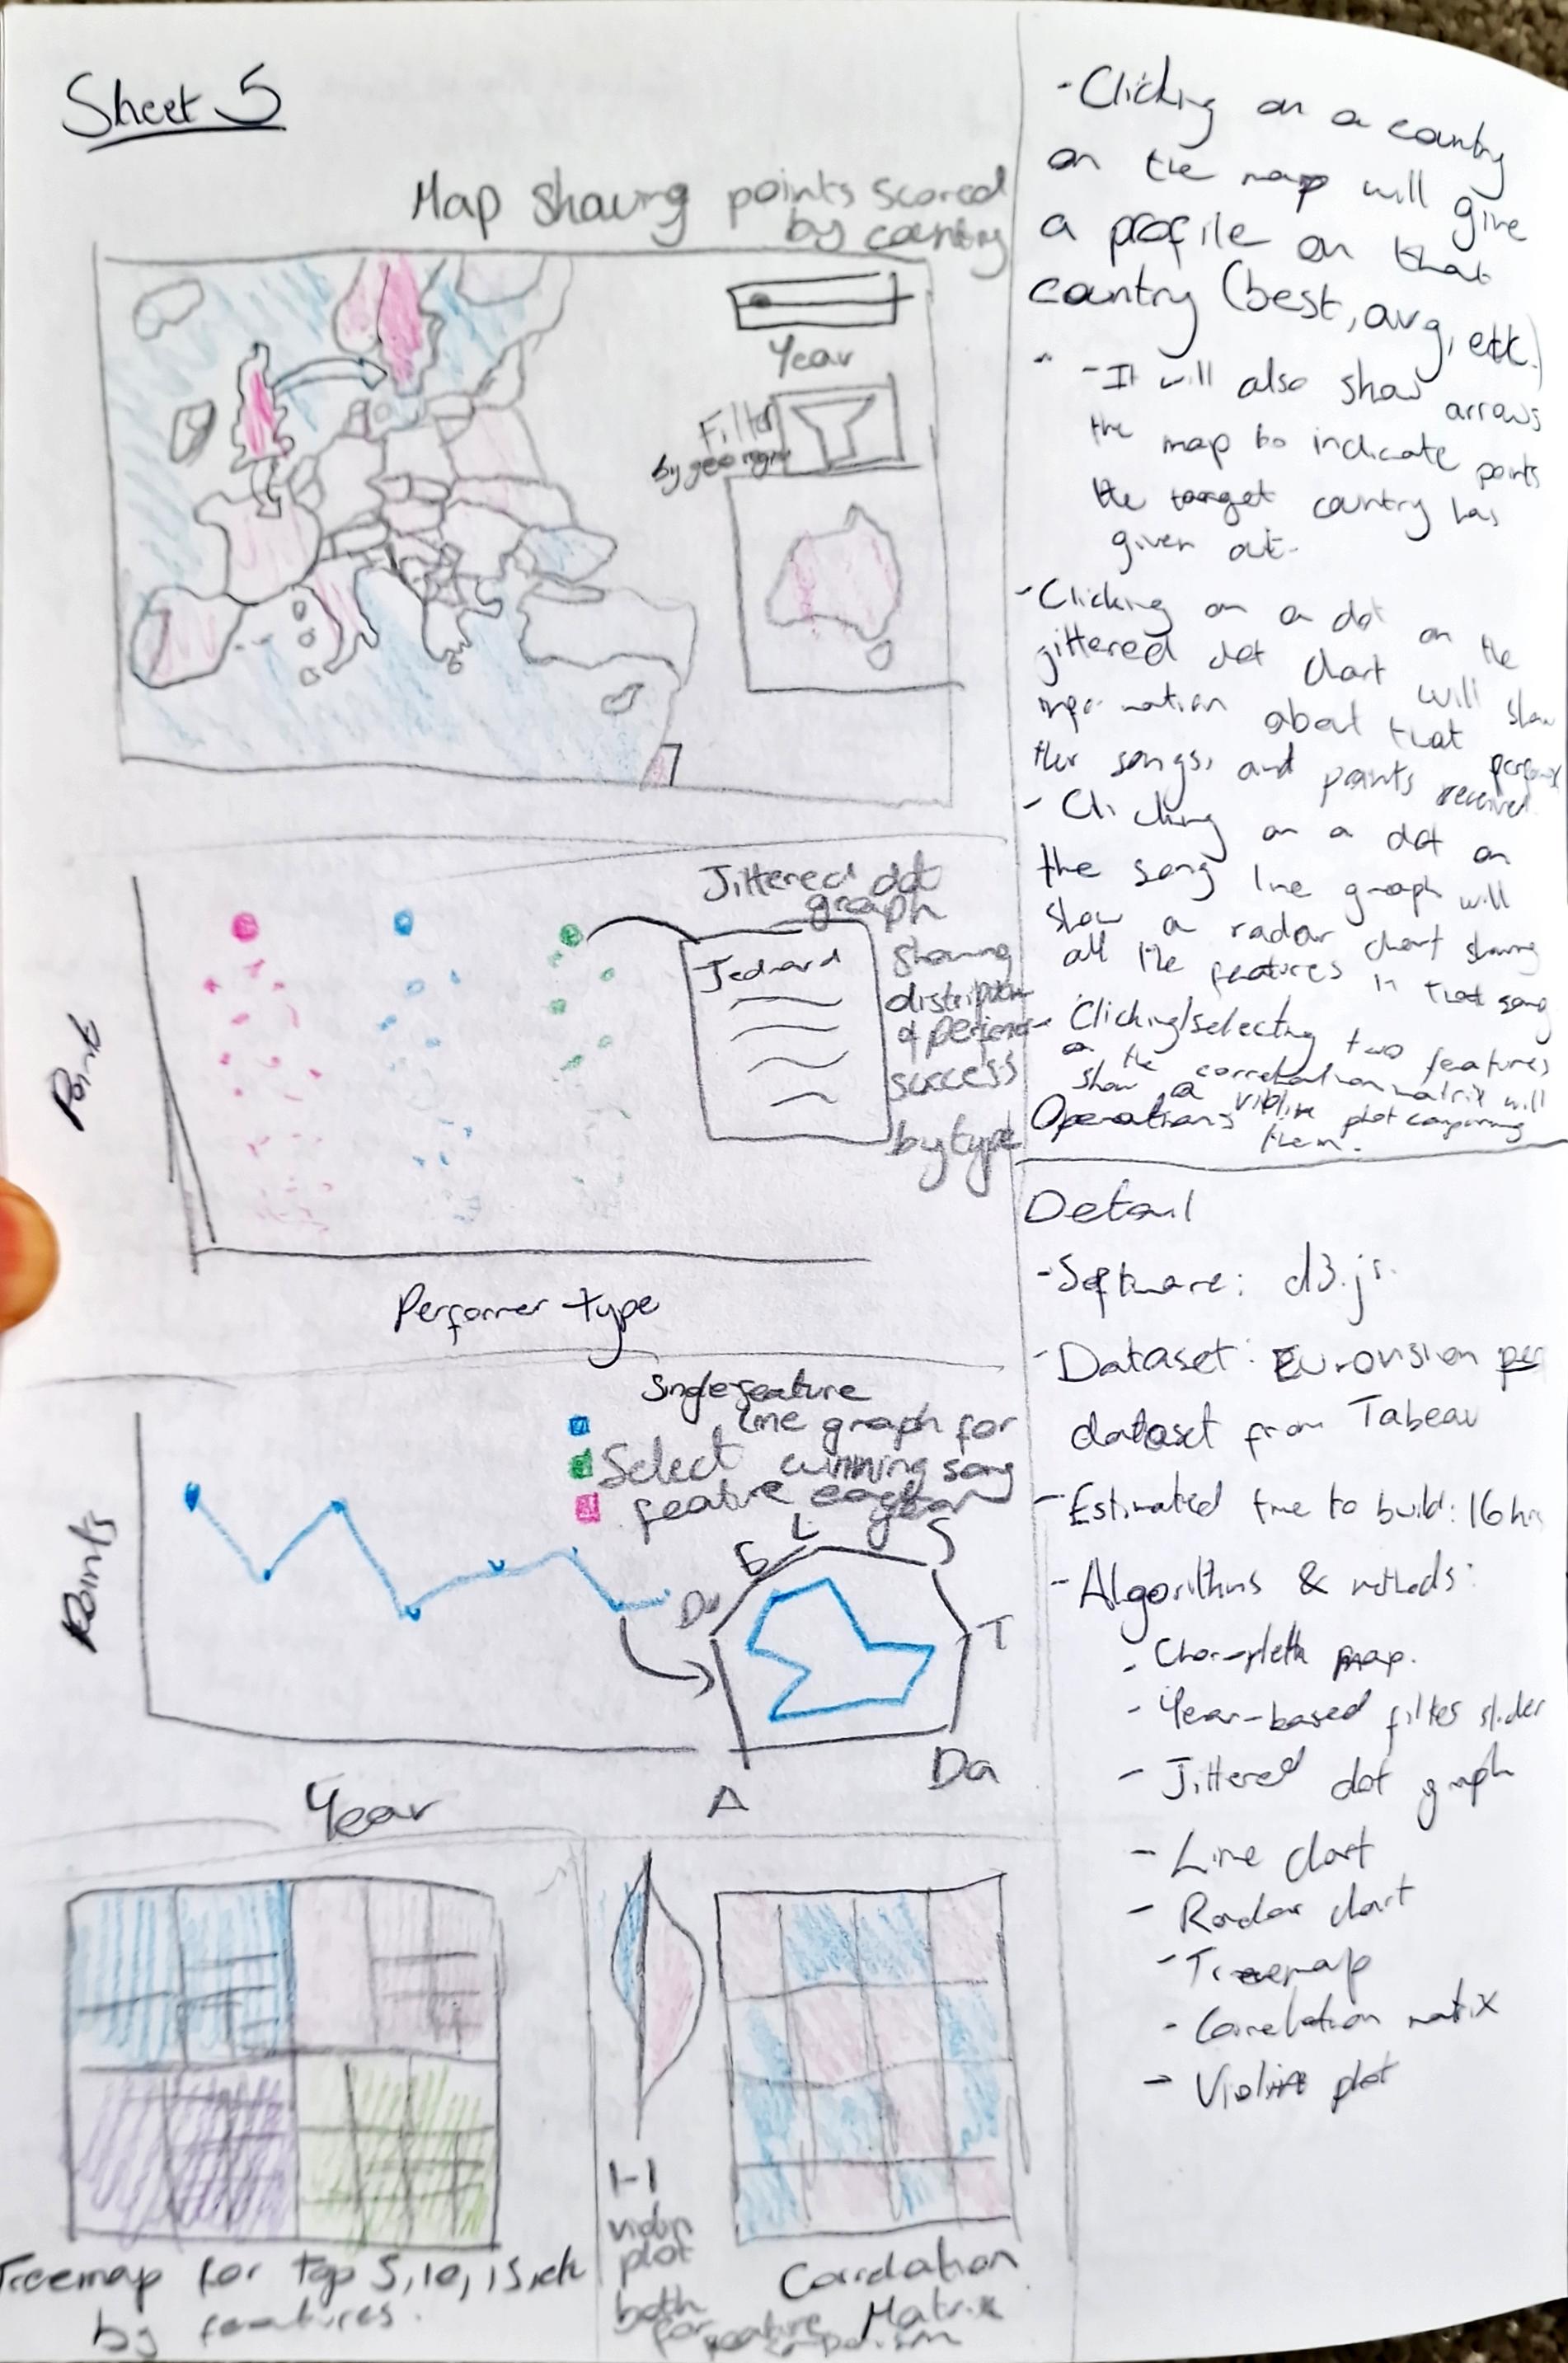 Sheet 5
Map showing points scored
by country
Year
Filter
by
Jittered dot
graph
showing
distribution
of performer
success
by type
Jedward
Points
Performer type
Single feature
line graph for
Select winning song
feature each year
Points
Year
Du
E
L
S
T
Da
A
Treemap for top 5, 10, 15, etc
by features.
1-1
violin
plot
both
for feature
comparison
Correlation
Matrix
- Clicking on a country
on the map will give
a profile on that
country (best, avg, etc.)
- It will also show arrows
the map to indicate points
the target country has
given out.
- Clicking on a dot on the
jittered dot chart will show
information about that performer
their songs, and points received
- Clicking on a dot on
the song line graph will
show a radar chart showing
all the features in that song
- Clicking/selecting two features
on the correlation matrix will
show a violin plot comparing
them.
Operations
Detail
- Software: d3.js.
- Dataset: Eurovision per
dataset from Tabeau
- Estimated time to build: 16hrs
- Algorithms & methods:
- Choropleth map.
- Year-based filter slider
- Jittered dot graph
- Line chart
- Radar chart
- Treemap
- Correlation matrix
- Violin plot